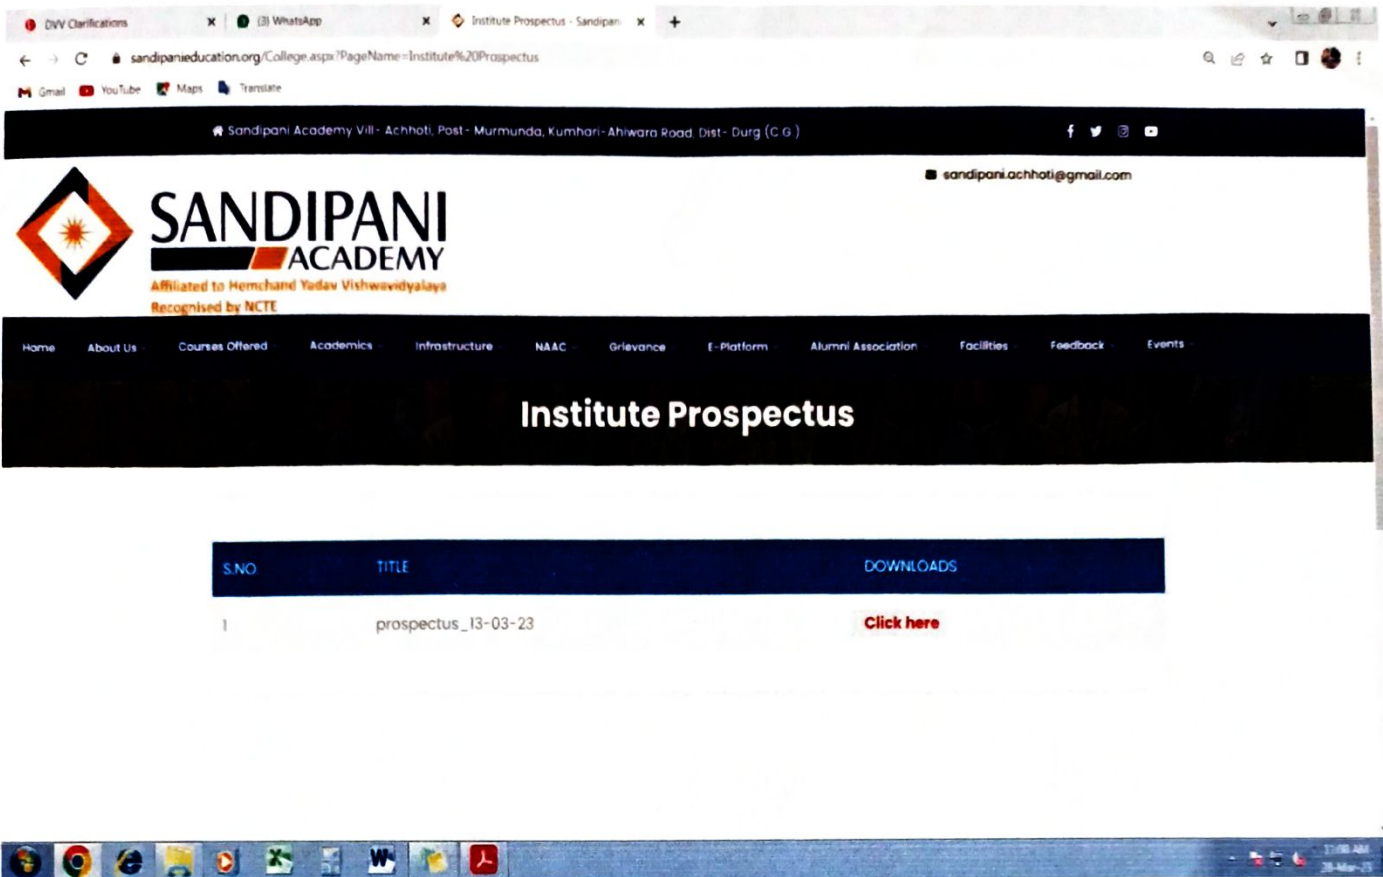 DVV Clarifications
(3) WhatsApp
Institute Prospectus - Sandipani
sandipanieducation.org/College.aspx?PageName=Institute%20Prospectus
Gmail YouTube Maps Translate
Sandipani Academy Vill- Achhoti, Post- Murmunda, Kumhari-Ahiwara Road, Dist- Durg (C.G.)
sandipani.achhoti@gmail.com
SANDIPANI
ACADEMY
Affiliated to Hemchand Yadav Vishwavidyalaya
Recognised by NCTE
Home About Us Courses Offered Academics Infrastructure NAAC Grievance E-Platform Alumni Association Facilities Feedback Events
Institute Prospectus
S.NO. TITLE DOWNLOADS
1 prospectus_13-03-23 Click here